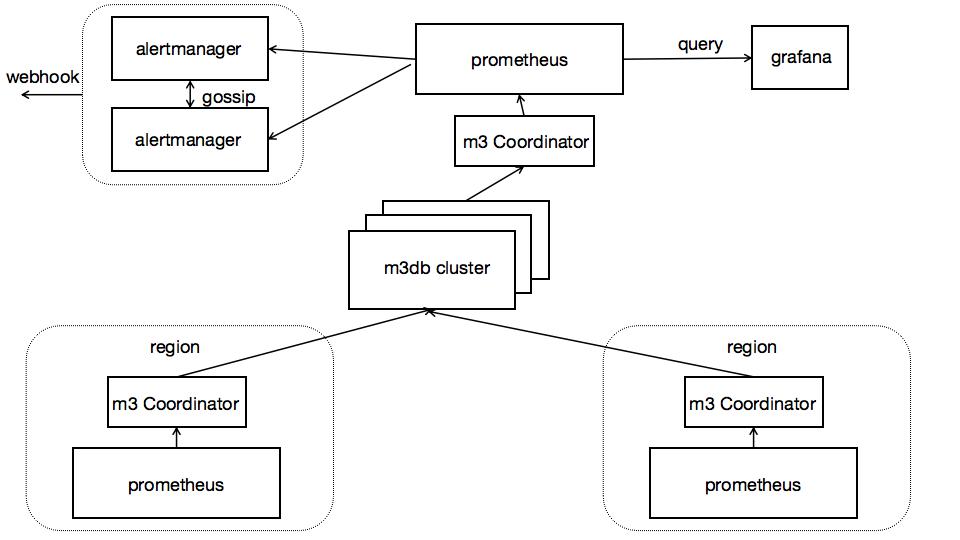 alertmanager
prometheus
query
grafana
webhook
gossip
alertmanager
m3 Coordinator
m3db cluster
region
region
m3 Coordinator
m3 Coordinator
prometheus
prometheus